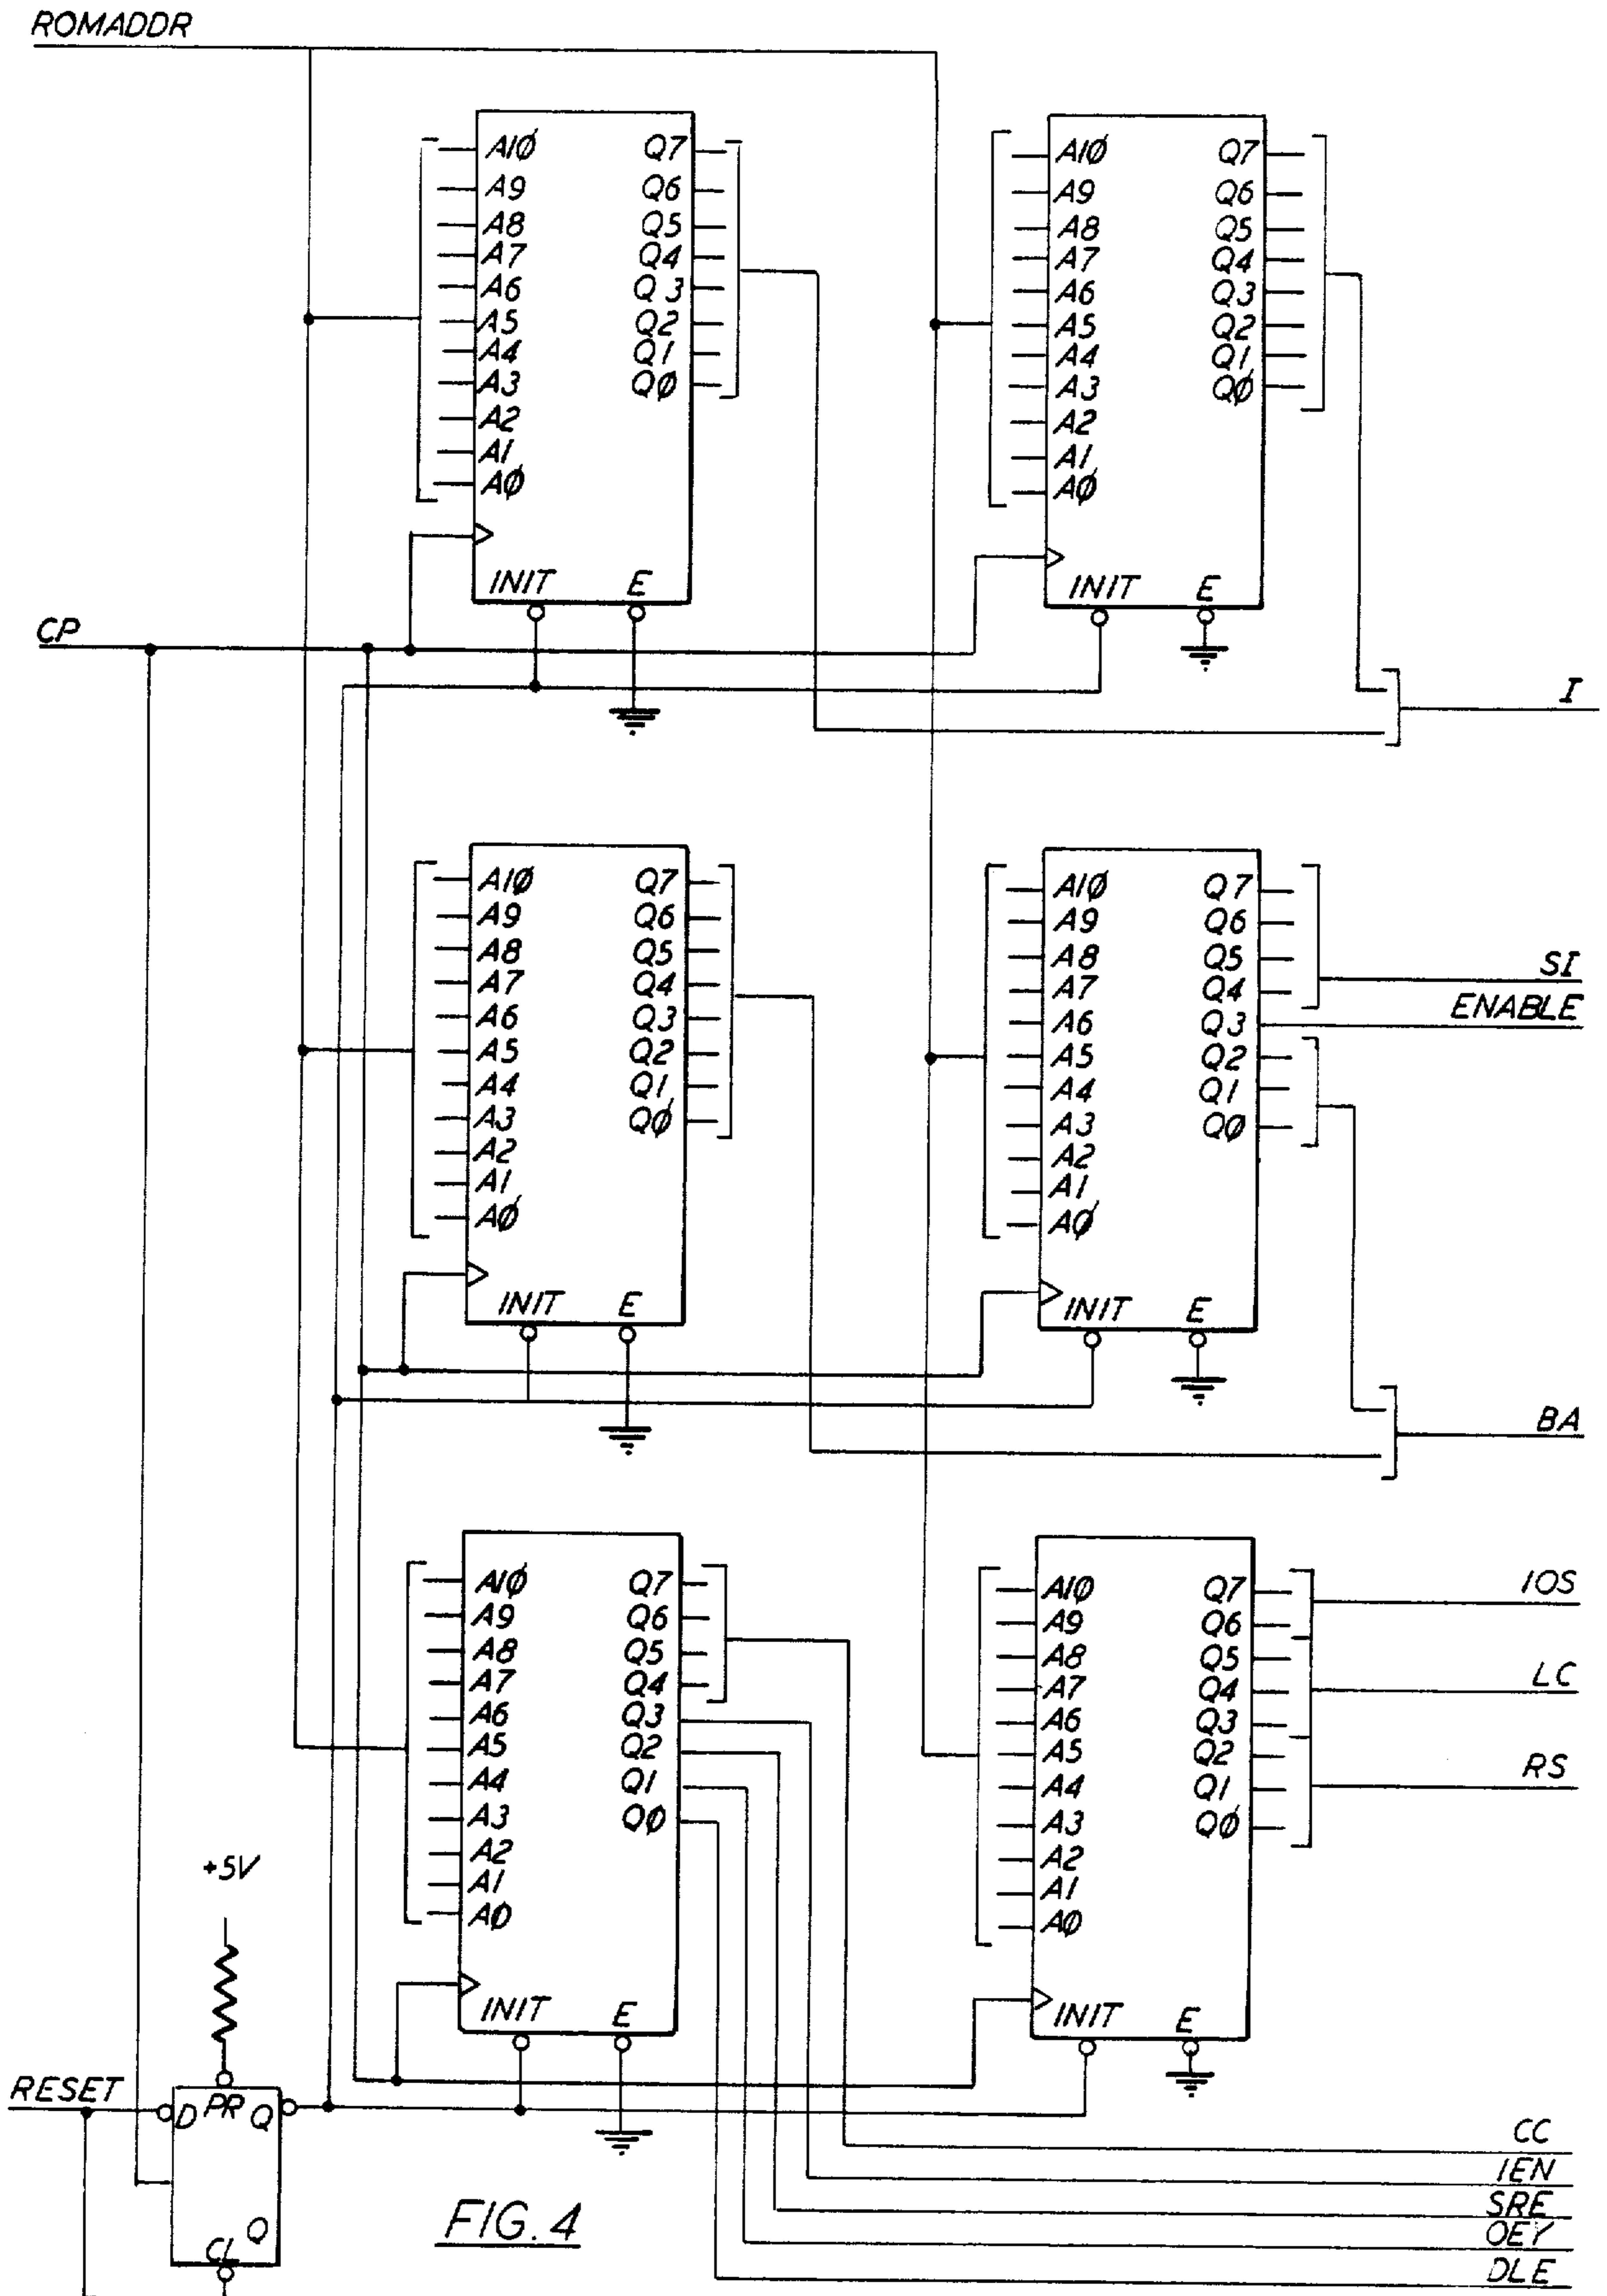 ROMADDR
A1Ø Q7
A9 Q6
A8 Q5
A7 Q4
A6 Q3
A5 Q2
A4 Q1
A3 QØ
A2
A1
AØ
INIT E
A1Ø Q7
A9 Q6
A8 Q5
A7 Q4
A6 Q3
A5 Q2
A4 Q1
A3 QØ
A2
A1
AØ
INIT E
CP
I
A1Ø Q7
A9 Q6
A8 Q5
A7 Q4
A6 Q3
A5 Q2
A4 Q1
A3 QØ
A2
A1
AØ
INIT E
A1Ø Q7
A9 Q6
A8 Q5
A7 Q4
A6 Q3
A5 Q2
A4 Q1
A3 QØ
A2
A1
AØ
INIT E
SI
ENABLE
BA
A1Ø Q7
A9 Q6
A8 Q5
A7 Q4
A6 Q3
A5 Q2
A4 Q1
A3 QØ
A2
A1
AØ
INIT E
A1Ø Q7
A9 Q6
A8 Q5
A7 Q4
A6 Q3
A5 Q2
A4 Q1
A3 QØ
A2
A1
AØ
INIT E
IOS
LC
RS
+5V
RESET
D PR Q
Q
CL
CC
IEN
SRE
OEY
DLE
FIG. 4